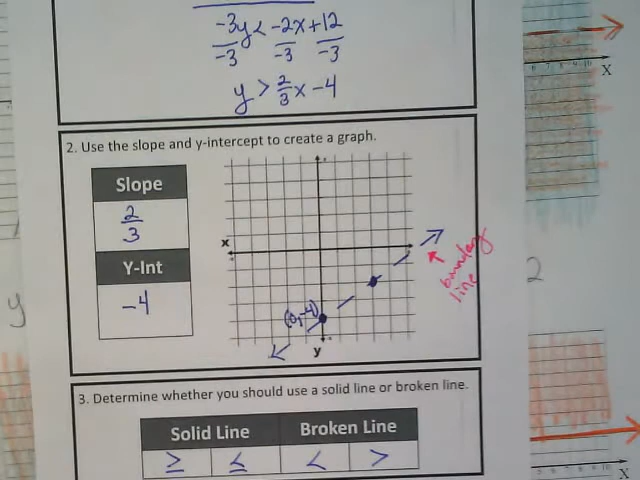 -3y < -2x + 12
-3 -3 -3
y > 2/3 x - 4
2. Use the slope and y-intercept to create a graph.
Slope
2/3
Y-Int
-4
x
(0,-4)
y
boundary
line
3. Determine whether you should use a solid line or broken line.
Solid Line Broken Line
≥ ≤ < >
X
y
2
X